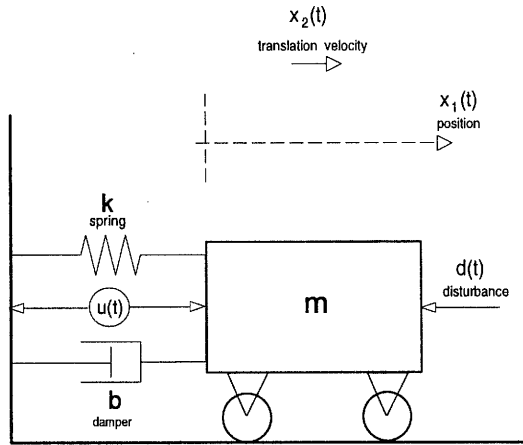 x₂(t)
translation velocity
x₁(t)
position
k
spring
u(t)
m
d(t)
disturbance
b
damper